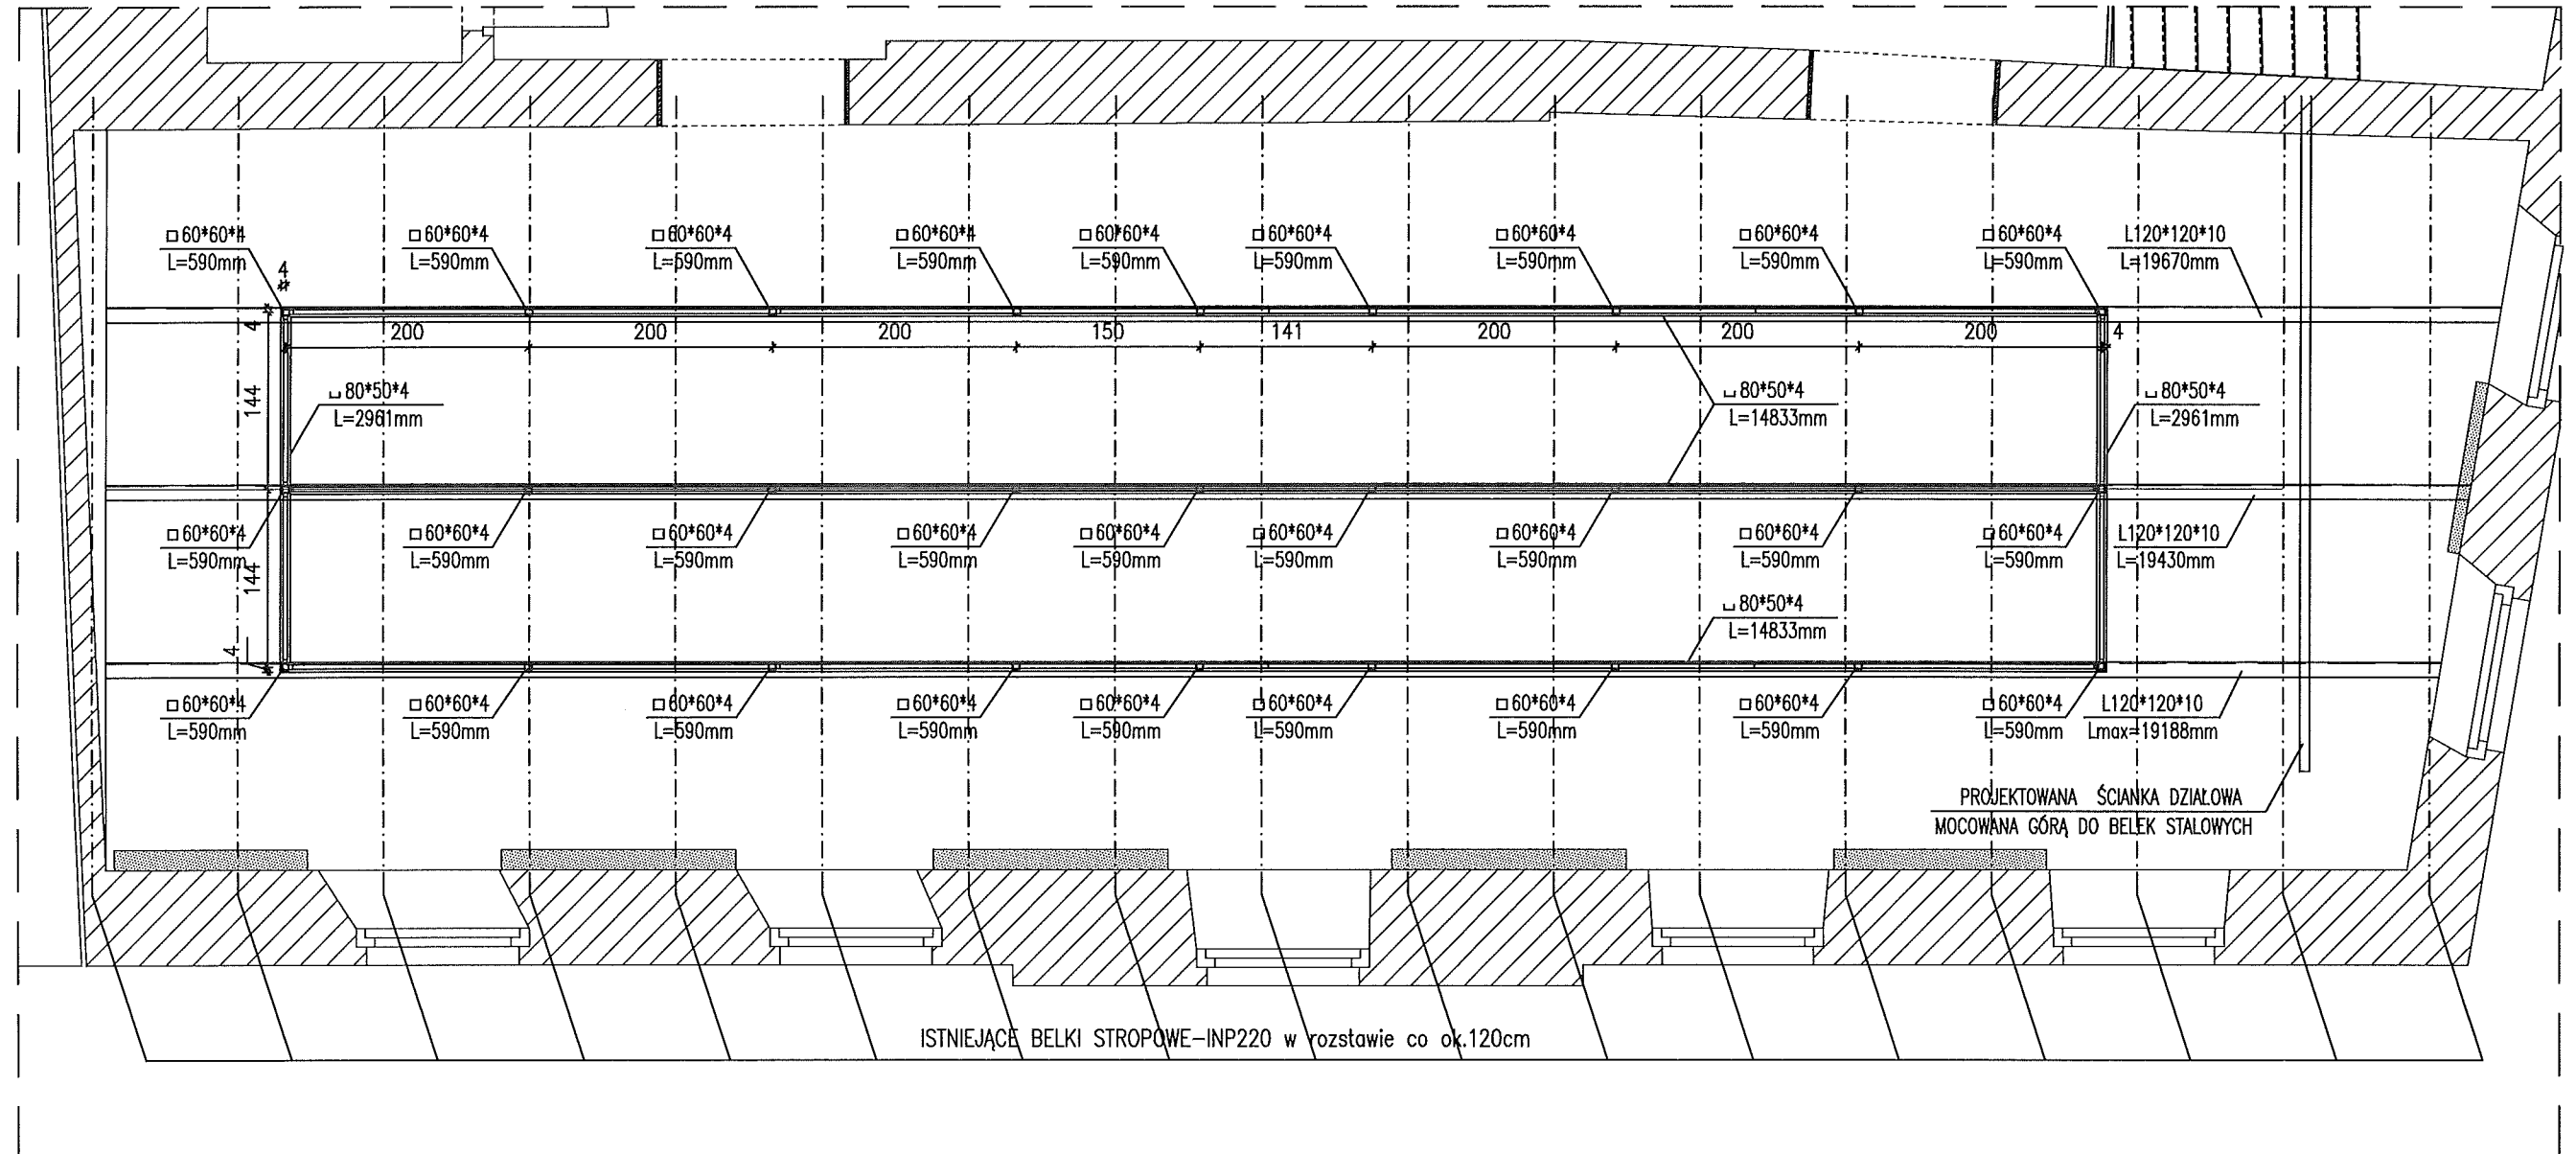 □ 60*60*4
L=590mm
□ 60*60*4
L=590mm
□ 60*60*4
L=590mm
□ 60*60*4
L=590mm
□ 60*60*4
L=590mm
□ 60*60*4
L=590mm
□ 60*60*4
L=590mm
□ 60*60*4
L=590mm
□ 60*60*4
L=590mm
L120*120*10
L=19670mm
4
4
200
200
200
150
141
200
200
200
4
144
⊔ 80*50*4
L=2961mm
⊔ 80*50*4
L=14833mm
⊔ 80*50*4
L=2961mm
□ 60*60*4
L=590mm
□ 60*60*4
L=590mm
□ 60*60*4
L=590mm
□ 60*60*4
L=590mm
□ 60*60*4
L=590mm
□ 60*60*4
L=590mm
□ 60*60*4
L=590mm
□ 60*60*4
L=590mm
□ 60*60*4
L=590mm
L120*120*10
L=19430mm
144
⊔ 80*50*4
L=14833mm
4
□ 60*60*4
L=590mm
□ 60*60*4
L=590mm
□ 60*60*4
L=590mm
□ 60*60*4
L=590mm
□ 60*60*4
L=590mm
□ 60*60*4
L=590mm
□ 60*60*4
L=590mm
□ 60*60*4
L=590mm
□ 60*60*4
L=590mm
L120*120*10
Lmax=19188mm
PROJEKTOWANA ŚCIANKA DZIAŁOWA
MOCOWANA GÓRĄ DO BELEK STALOWYCH
ISTNIEJĄCE BELKI STROPOWE-INP220 w rozstawie co ok.120cm